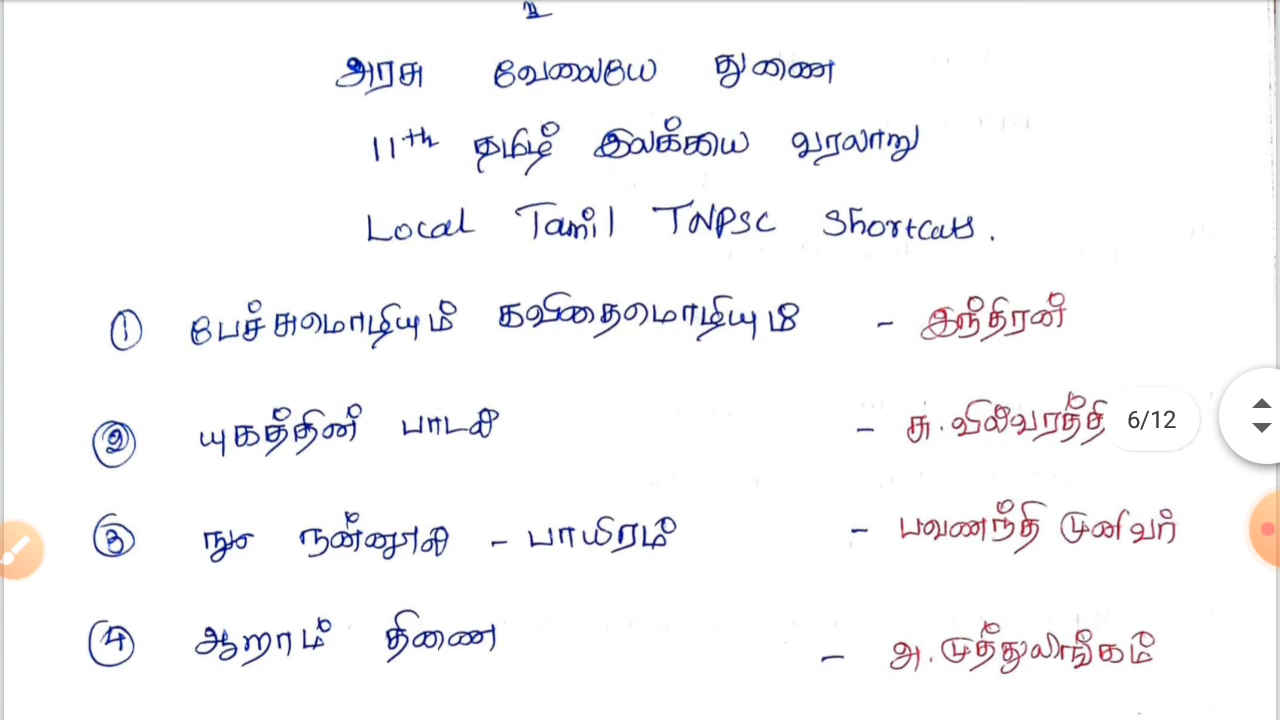 அரசு வேலையே துணை
11th தமிழ் இலக்கிய வரலாறு
Local Tamil TNPSC Shortcuts.
① பேச்சுமொழியும் கவிதைமொழியும் - இந்திரன்
② யுகத்தின் பாடல் - சு. வில்வரத்தி
6/12
③ நன்னூல் - பாயிரம் - பவணந்தி முனிவர்
④ ஆறாம் திணை - அ. முத்துலிங்கம்